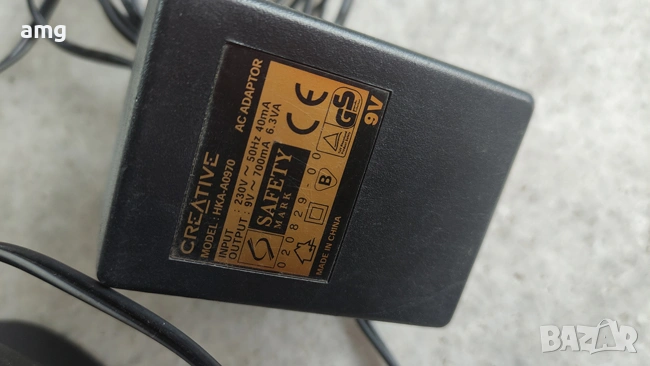 amg
CREATIVE AC ADAPTOR
MODEL : HKA-A0970
INPUT : 230V ~ 50Hz 40mA
OUTPUT : 9V ~ 700mA 6.3VA
SAFETY
MARK
CE
GS
9V
020829-00
B
MADE IN CHINA
BAZAR